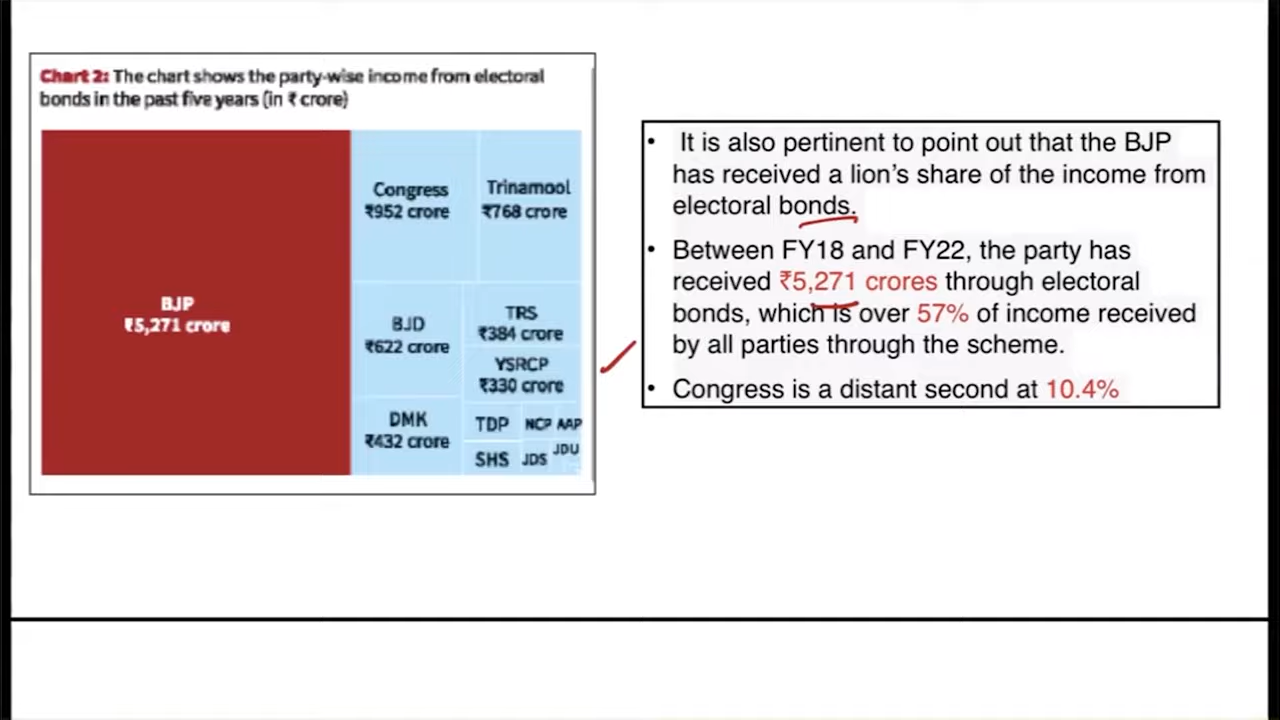 Chart 2: The chart shows the party-wise income from electoral
bonds in the past five years (in ₹ crore)
BJP
₹5,271 crore
Congress
₹952 crore
Trinamool
₹768 crore
BJD
₹622 crore
TRS
₹384 crore
YSRCP
₹330 crore
DMK
₹432 crore
TDP
NCP
AAP
SHS
JDS
JDU
• It is also pertinent to point out that the BJP
has received a lion's share of the income from
electoral bonds.
• Between FY18 and FY22, the party has
received ₹5,271 crores through electoral
bonds, which is over 57% of income received
by all parties through the scheme.
• Congress is a distant second at 10.4%